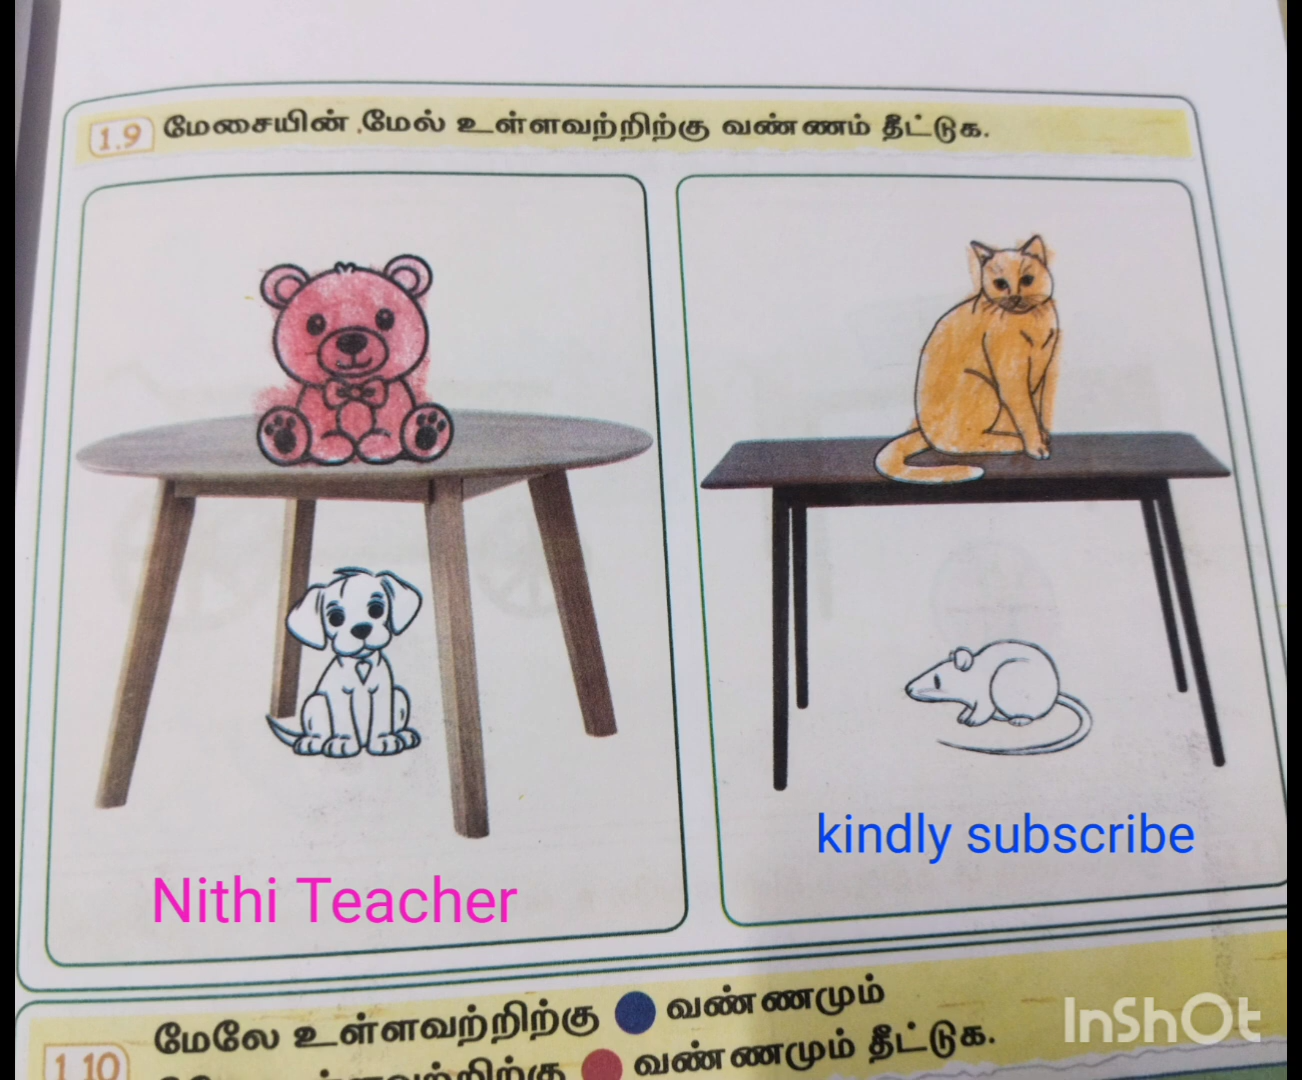 1.9 மேசையின் மேல் உள்ளவற்றிற்கு வண்ணம் தீட்டுக.
kindly subscribe
Nithi Teacher
1.10 மேலே உள்ளவற்றிற்கு வண்ணமும்
வண்ணமும் தீட்டுக.
InShOt